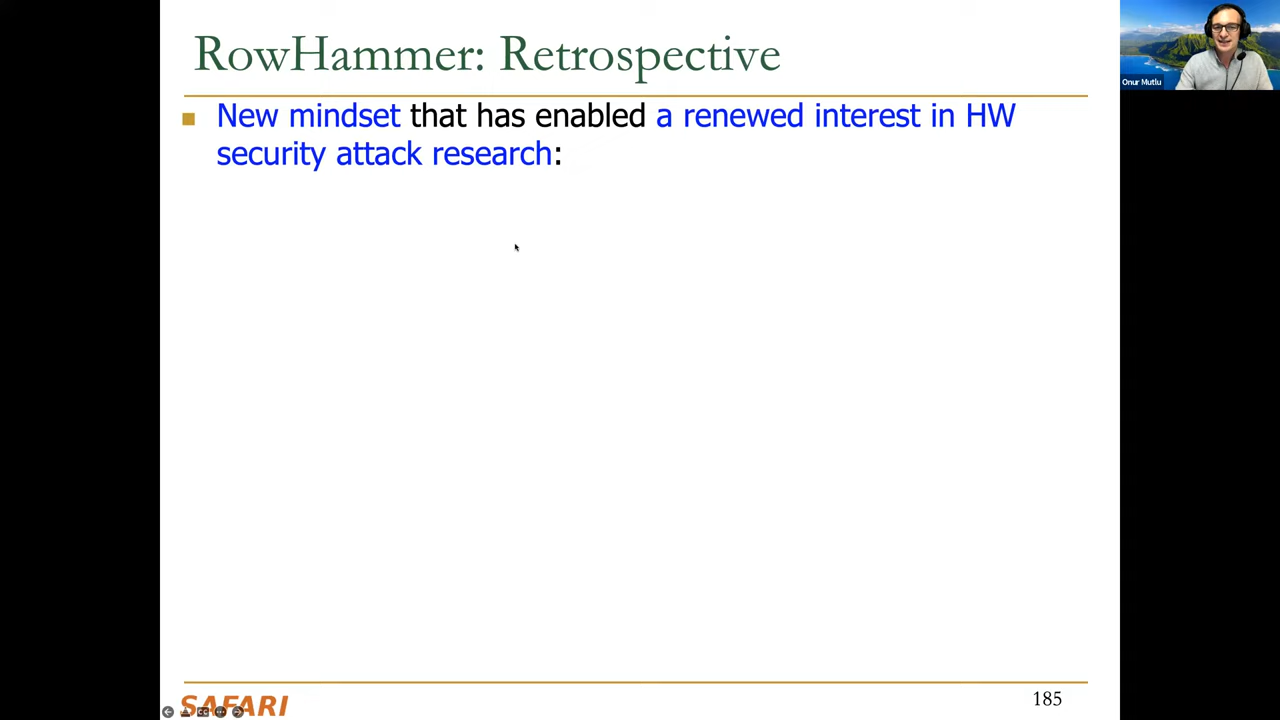 RowHammer: Retrospective
Onur Mutlu
New mindset that has enabled a renewed interest in HW
security attack research:
SAFARI
185